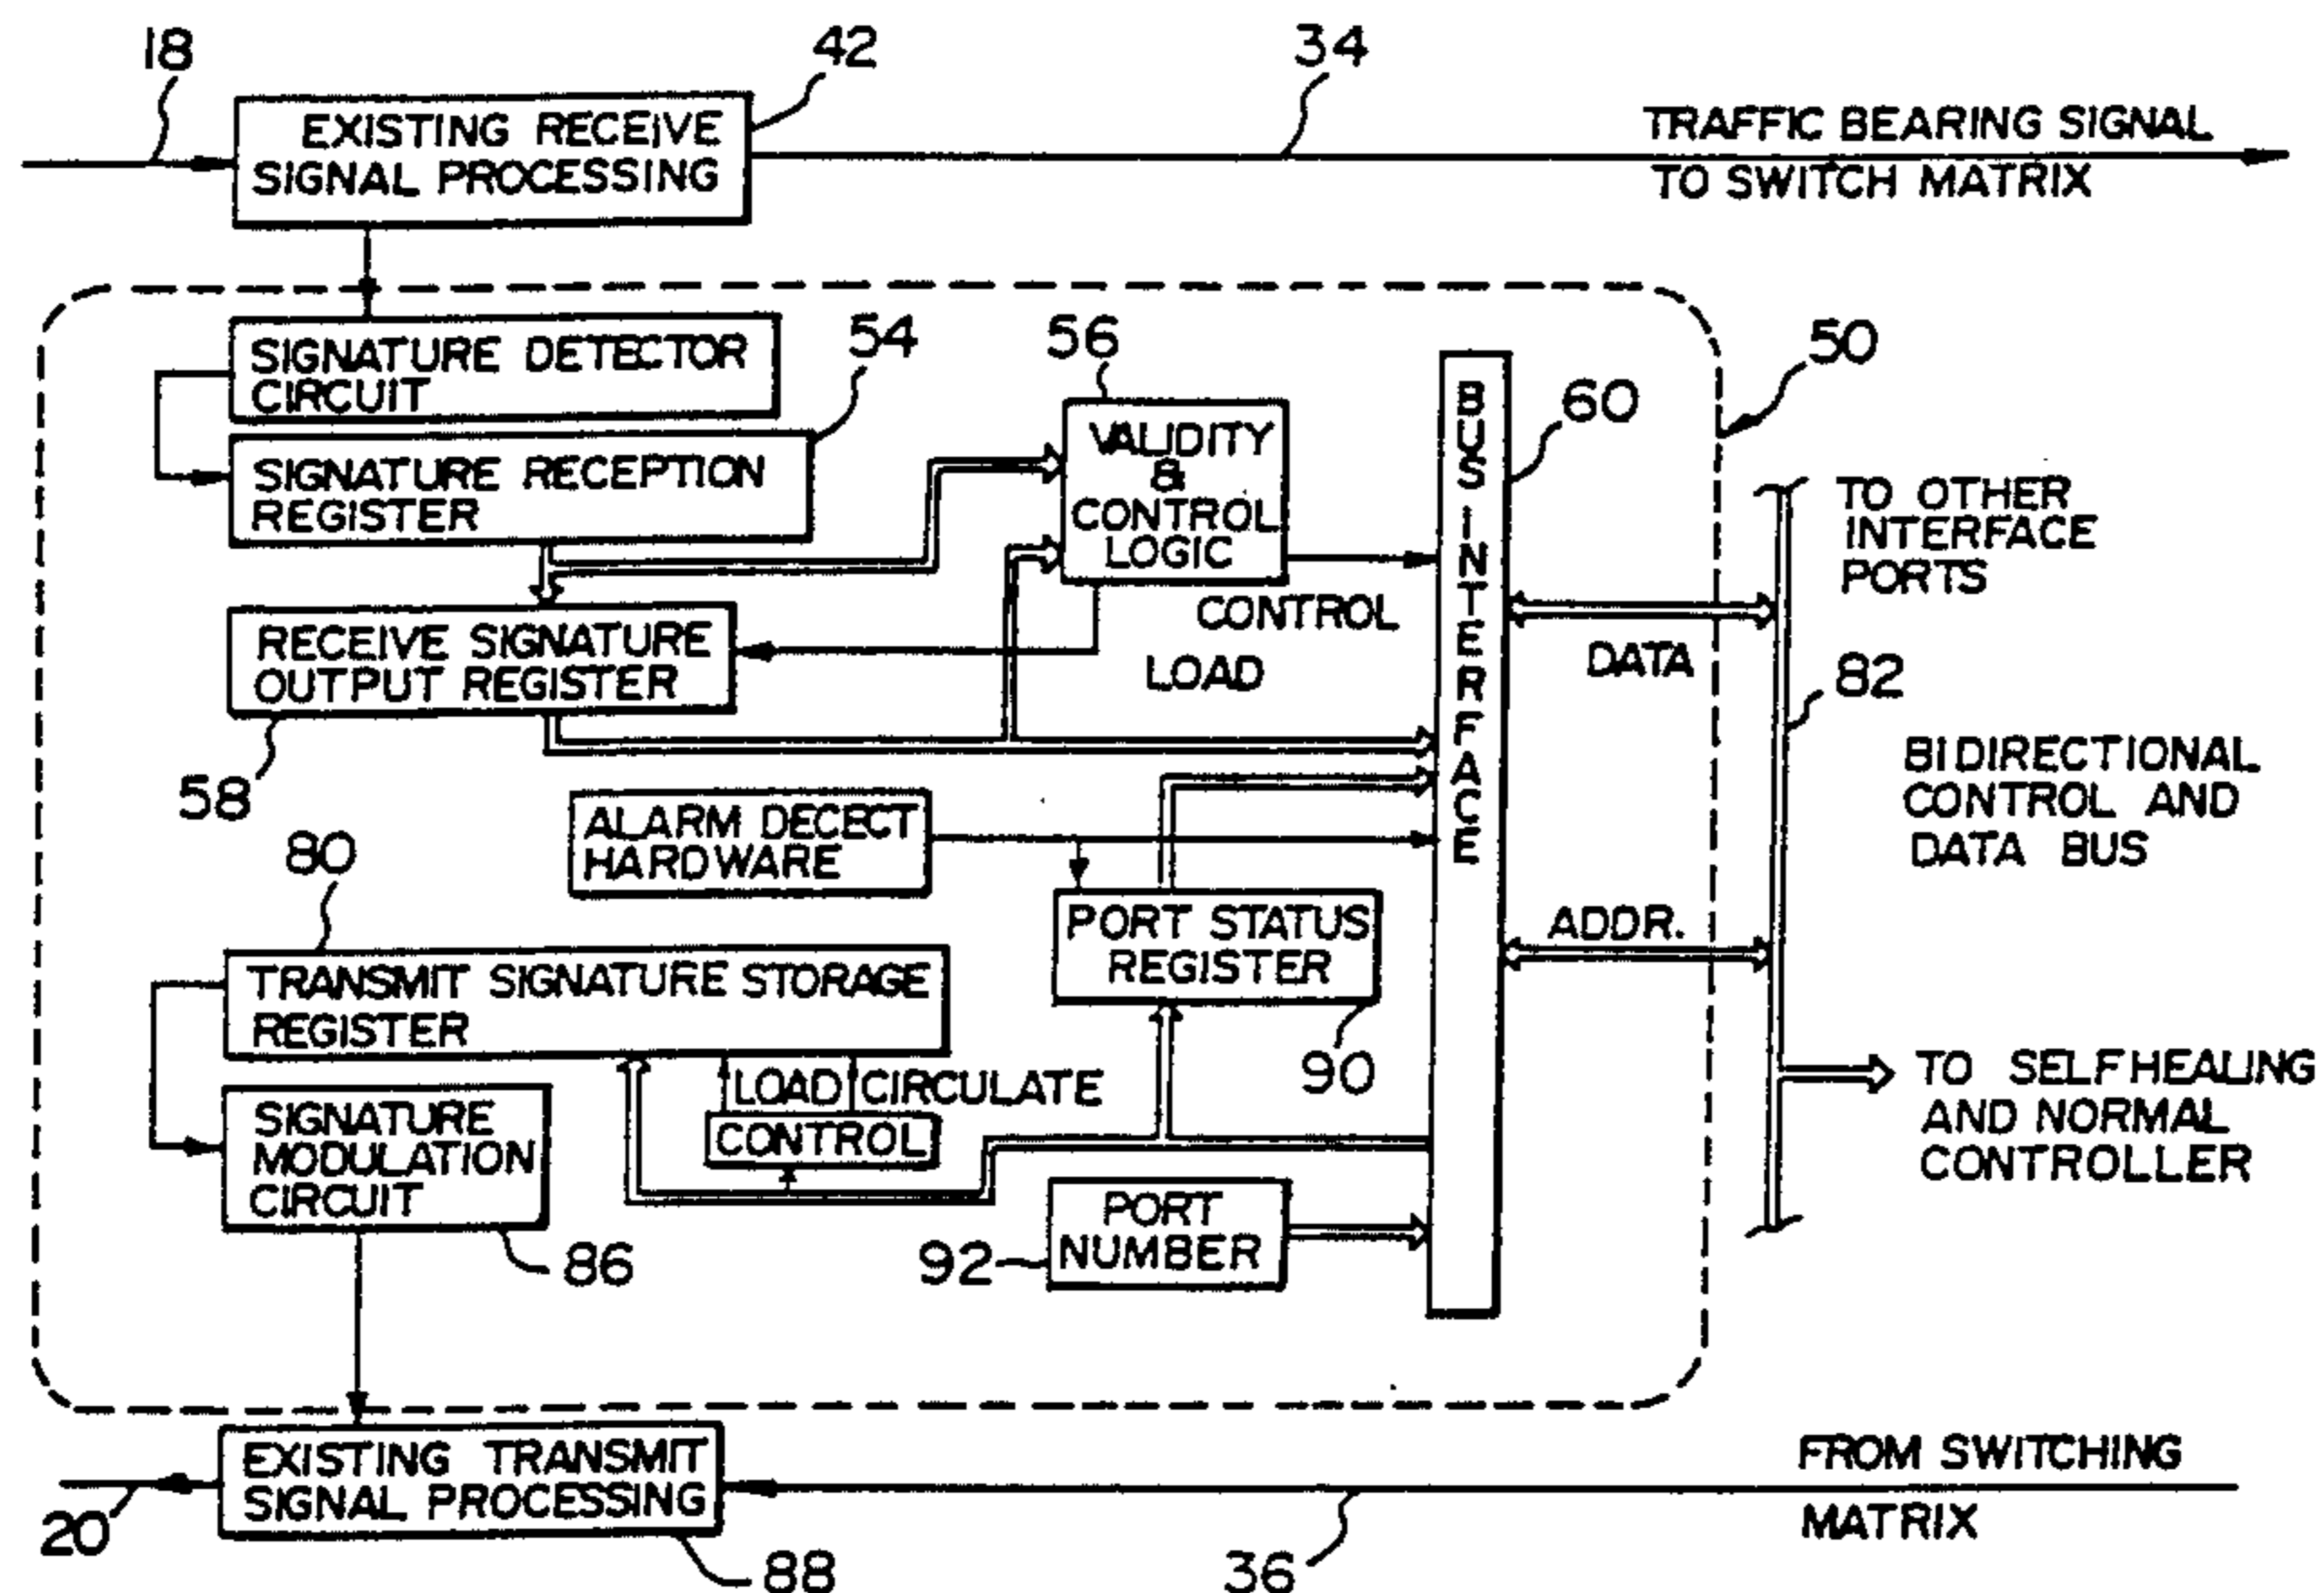 18
42
34
EXISTING RECEIVE
SIGNAL PROCESSING
TRAFFIC BEARING SIGNAL
TO SWITCH MATRIX
SIGNATURE DETECTOR
CIRCUIT
54
56
50
60
SIGNATURE RECEPTION
REGISTER
VALIDITY
&
CONTROL
LOGIC
BUS INTERFACE
TO OTHER
INTERFACE
PORTS
CONTROL
LOAD
DATA
82
RECEIVE SIGNATURE
OUTPUT REGISTER
58
BIDIRECTIONAL
CONTROL AND
DATA BUS
ALARM DECECT
HARDWARE
80
PORT STATUS
REGISTER
90
ADDR.
TRANSMIT SIGNATURE STORAGE
REGISTER
LOAD CIRCULATE
CONTROL
TO SELFHEALING
AND NORMAL
CONTROLLER
SIGNATURE
MODULATION
CIRCUIT
86
PORT
NUMBER
92
EXISTING TRANSMIT
SIGNAL PROCESSING
FROM SWITCHING
MATRIX
20
88
36